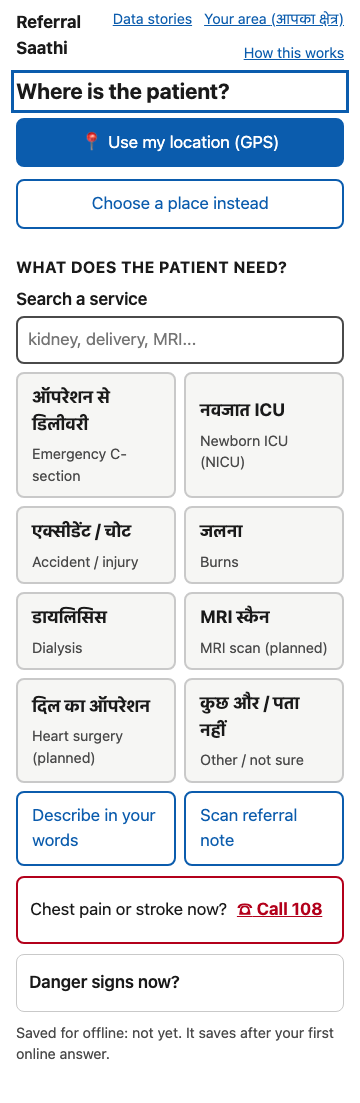 Referral Saathi
Data stories
Your area (आपका क्षेत्र)
How this works
Where is the patient?
📍 Use my location (GPS)
Choose a place instead
WHAT DOES THE PATIENT NEED?
Search a service
kidney, delivery, MRI...
ऑपरेशन से
डिलीवरी
Emergency C-
section
नवजात ICU
Newborn ICU
(NICU)
एक्सीडेंट / चोट
Accident / injury
जलना
Burns
डायलिसिस
Dialysis
MRI स्कैन
MRI scan (planned)
दिल का ऑपरेशन
Heart surgery
(planned)
कुछ और / पता
नहीं
Other / not sure
Describe in your
words
Scan referral
note
Chest pain or stroke now? ☎ Call 108
Danger signs now?
Saved for offline: not yet. It saves after your first
online answer.